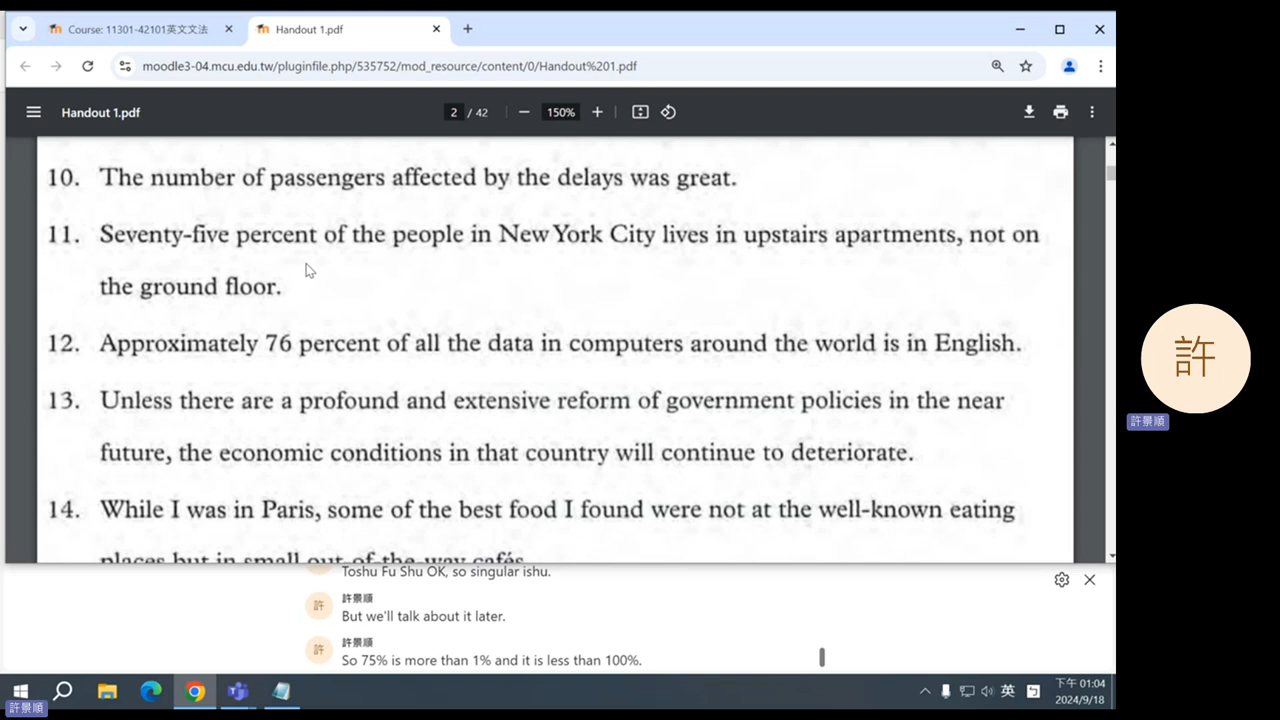 Course: 11301-42101英文文法
Handout 1.pdf
moodle3-04.mcu.edu.tw/pluginfile.php/535752/mod_resource/content/0/Handout%201.pdf
Handout 1.pdf
2 / 42
150%
10. The number of passengers affected by the delays was great.
11. Seventy-five percent of the people in New York City lives in upstairs apartments, not on
the ground floor.
12. Approximately 76 percent of all the data in computers around the world is in English.
13. Unless there are a profound and extensive reform of government policies in the near
future, the economic conditions in that country will continue to deteriorate.
14. While I was in Paris, some of the best food I found were not at the well-known eating
places but in small out-of-the-way cafés
許
許景順
Toshu Fu Shu OK, so singular ishu.
許
許景順
But we'll talk about it later.
許
許景順
So 75% is more than 1% and it is less than 100%.
英
下午 01:04
2024/9/18
許景順